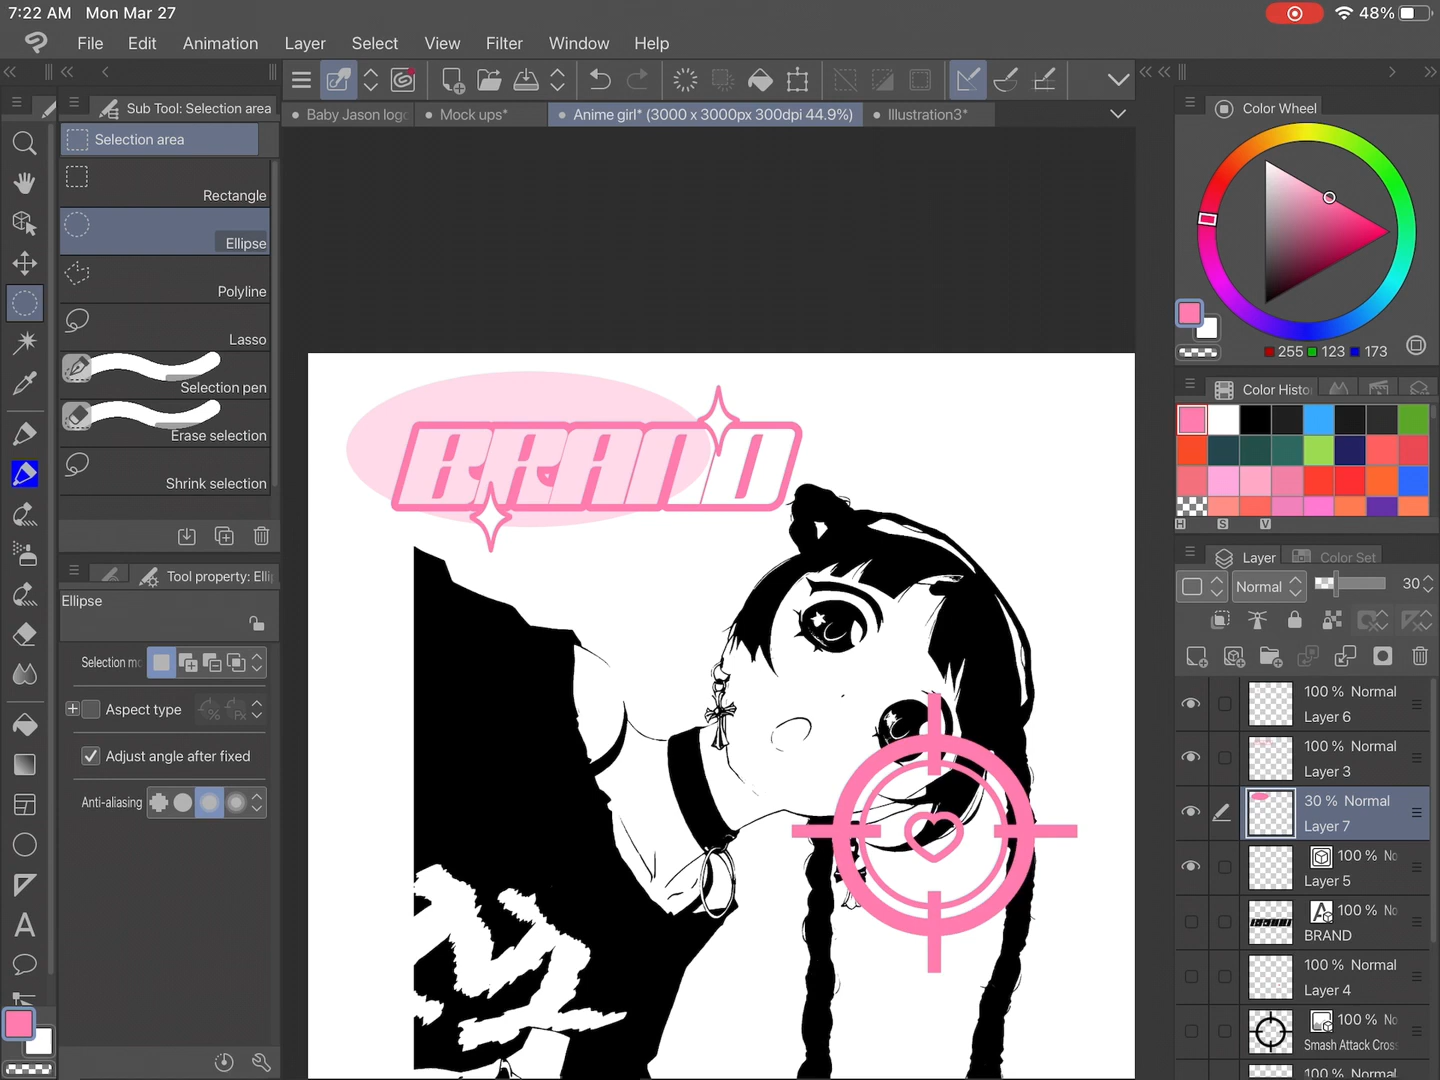 7:22 AM Mon Mar 27
48%
File Edit Animation Layer Select View Filter Window Help
Sub Tool: Selection area
Selection area
Rectangle
Ellipse
Polyline
Lasso
Selection pen
Erase selection
Shrink selection
Tool property: Elli
Ellipse
Selection mo
Aspect type
Adjust angle after fixed
Anti-aliasing
Baby Jason logo
Mock ups*
Anime girl* (3000 x 3000px 300dpi 44.9%)
Illustration3*
BRAND
Color Wheel
255 123 173
Color Histo
H S V
Layer
Color Set
Normal
30
100 % Normal
Layer 6
100 % Normal
Layer 3
30 % Normal
Layer 7
100 % No
Layer 5
100 % No
BRAND
100 % Normal
Layer 4
100 % No
Smash Attack Cros
100 % Normal